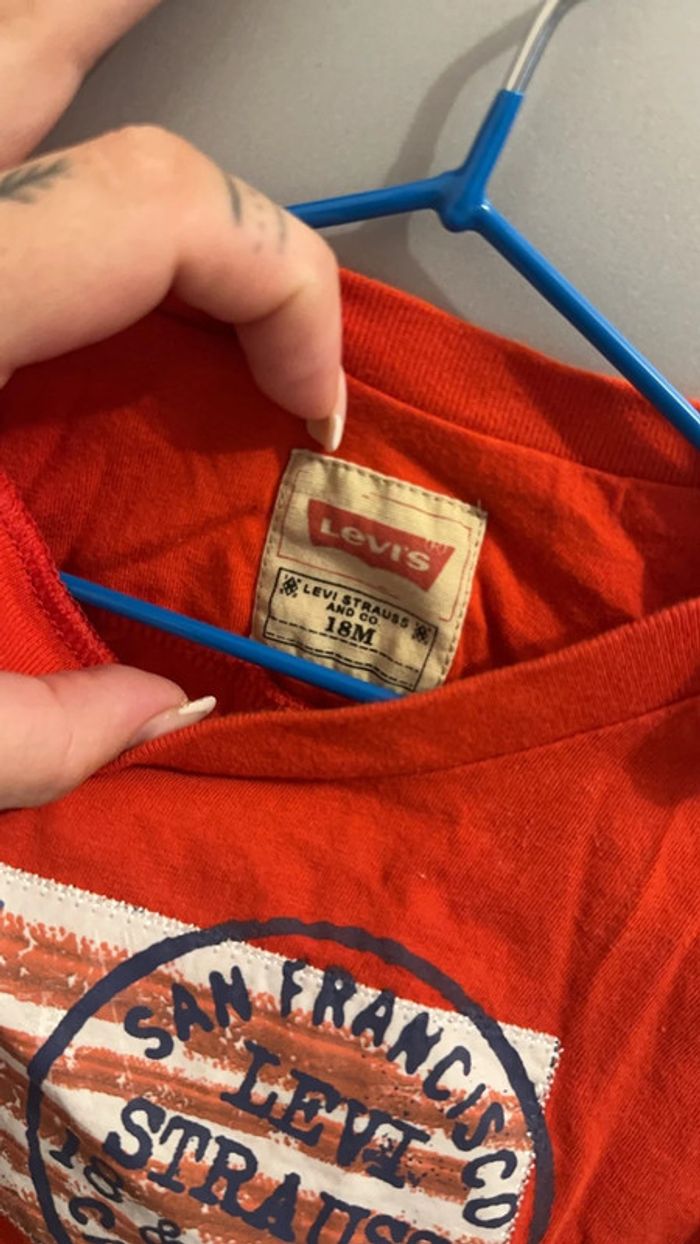 LEVI'S
LEVI STRAUSS
AND CO
18M
SAN FRANCISCO
LEVI
STRAUSS